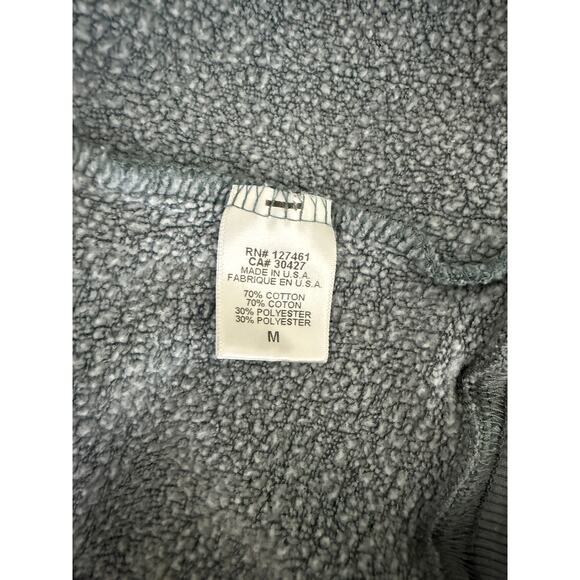 RN# 127461
CA# 30427
MADE IN U.S.A.
FABRIQUE EN U.S.A.
70% COTTON
70% COTON
30% POLYESTER
30% POLYESTER
M